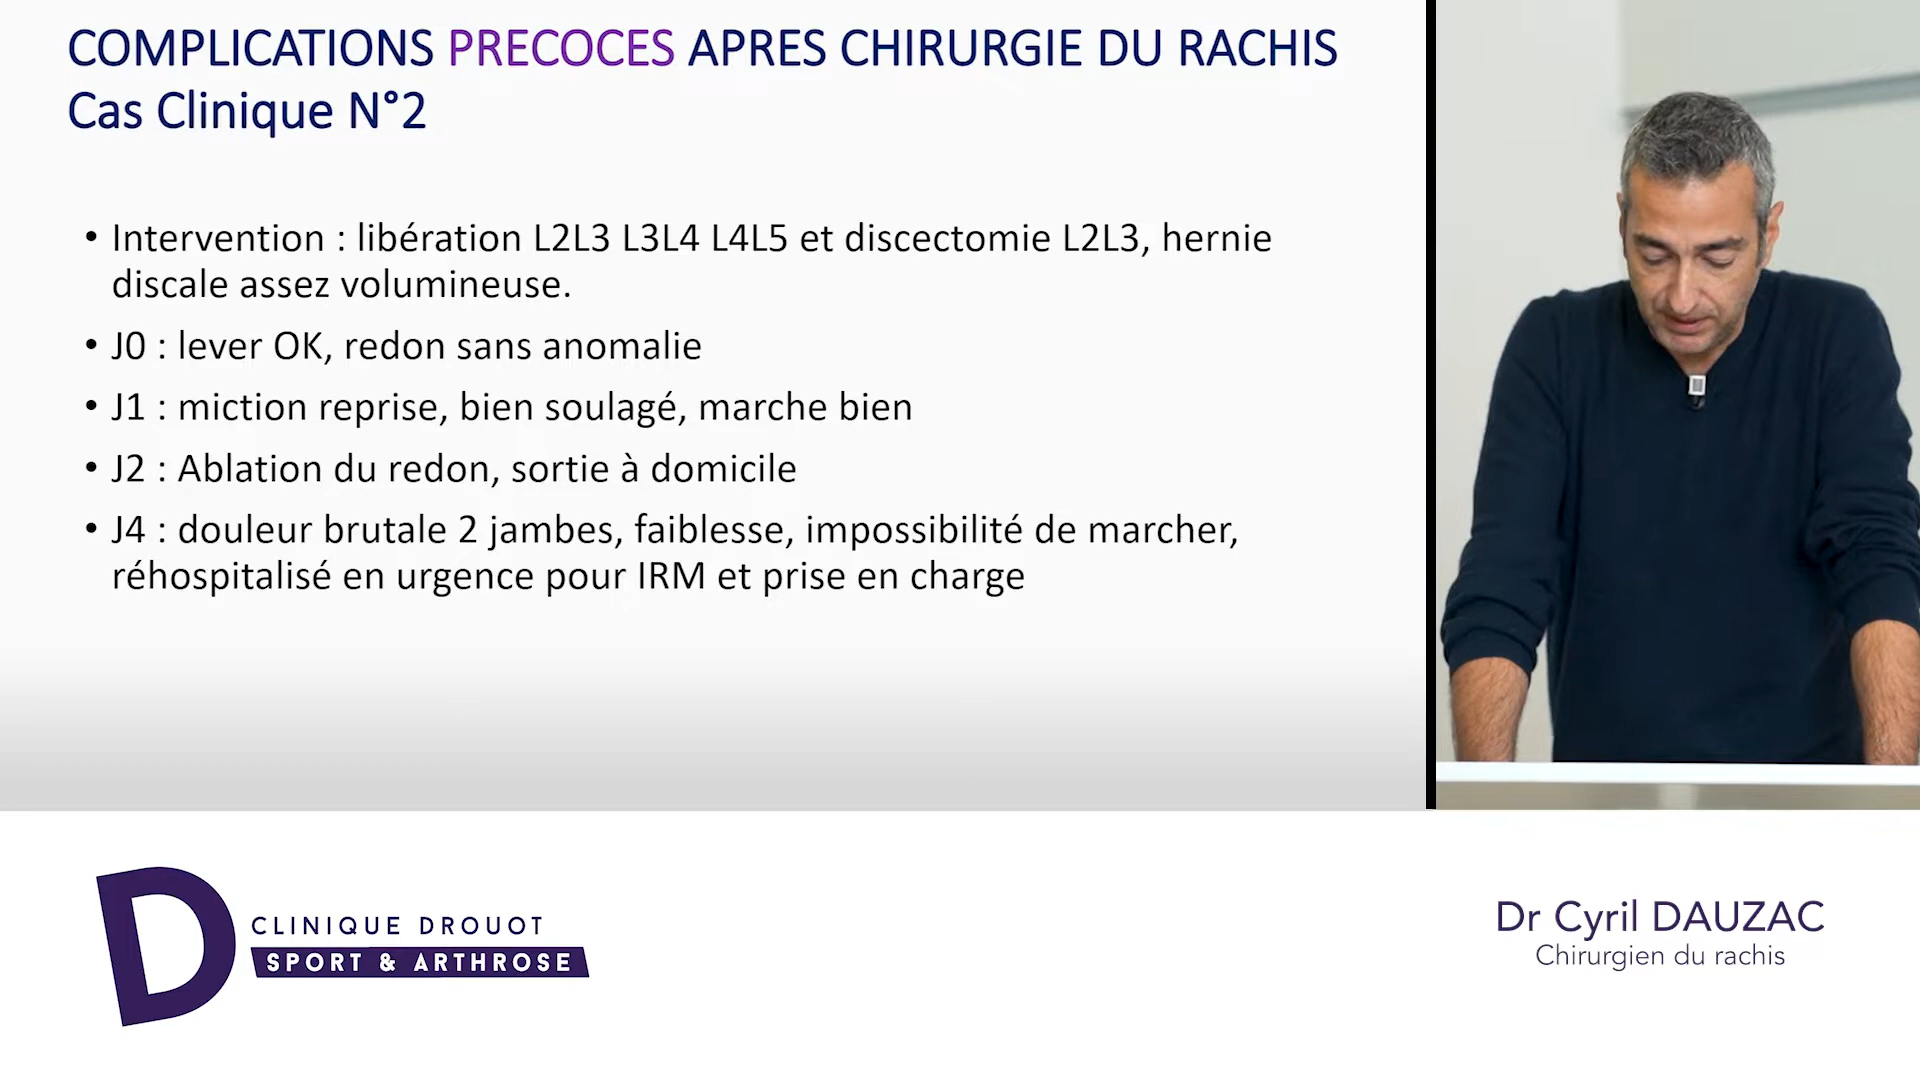 COMPLICATIONS PRECOCES APRES CHIRURGIE DU RACHIS
Cas Clinique N°2
• Intervention : libération L2L3 L3L4 L4L5 et discectomie L2L3, hernie
discale assez volumineuse.
• J0 : lever OK, redon sans anomalie
• J1 : miction reprise, bien soulagé, marche bien
• J2 : Ablation du redon, sortie à domicile
• J4 : douleur brutale 2 jambes, faiblesse, impossibilité de marcher,
réhospitalisé en urgence pour IRM et prise en charge
D
CLINIQUE DROUOT
SPORT & ARTHROSE
Dr Cyril DAUZAC
Chirurgien du rachis